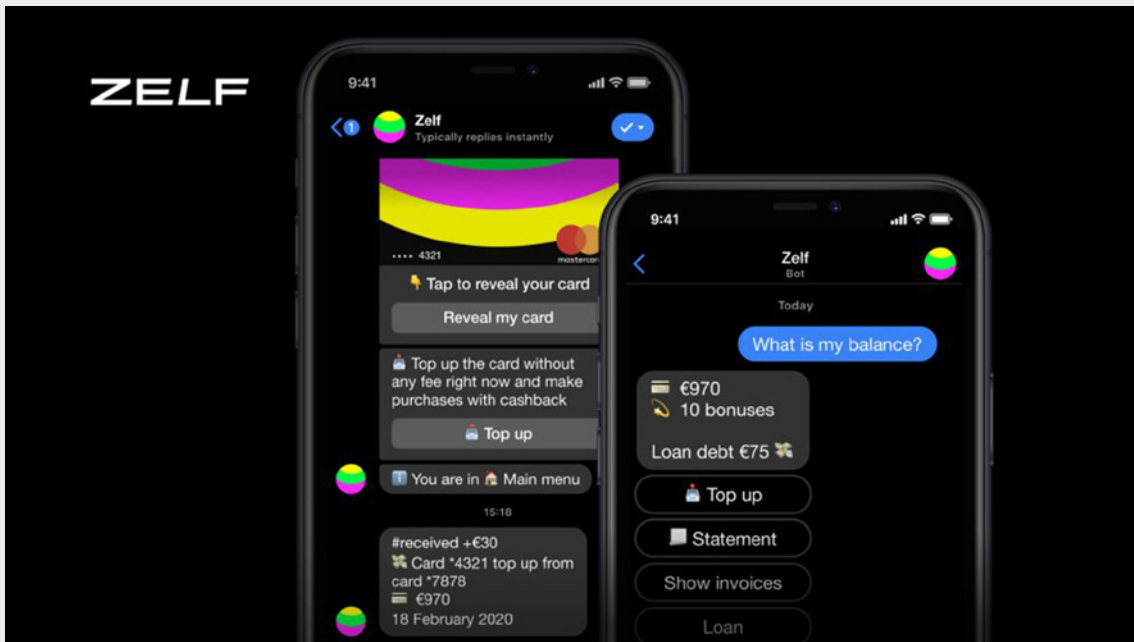 ZELF
9:41
1
Zelf
Typically replies instantly
•••• 4321
mastercar
Tap to reveal your card
Reveal my card
Top up the card without
any fee right now and make
purchases with cashback
Top up
You are in Main menu
15:18
#received +€30
Card *4321 top up from
card *7878
€970
18 February 2020
9:41
Zelf
Bot
Today
What is my balance?
€970
10 bonuses
Loan debt €75
Top up
Statement
Show invoices
Loan